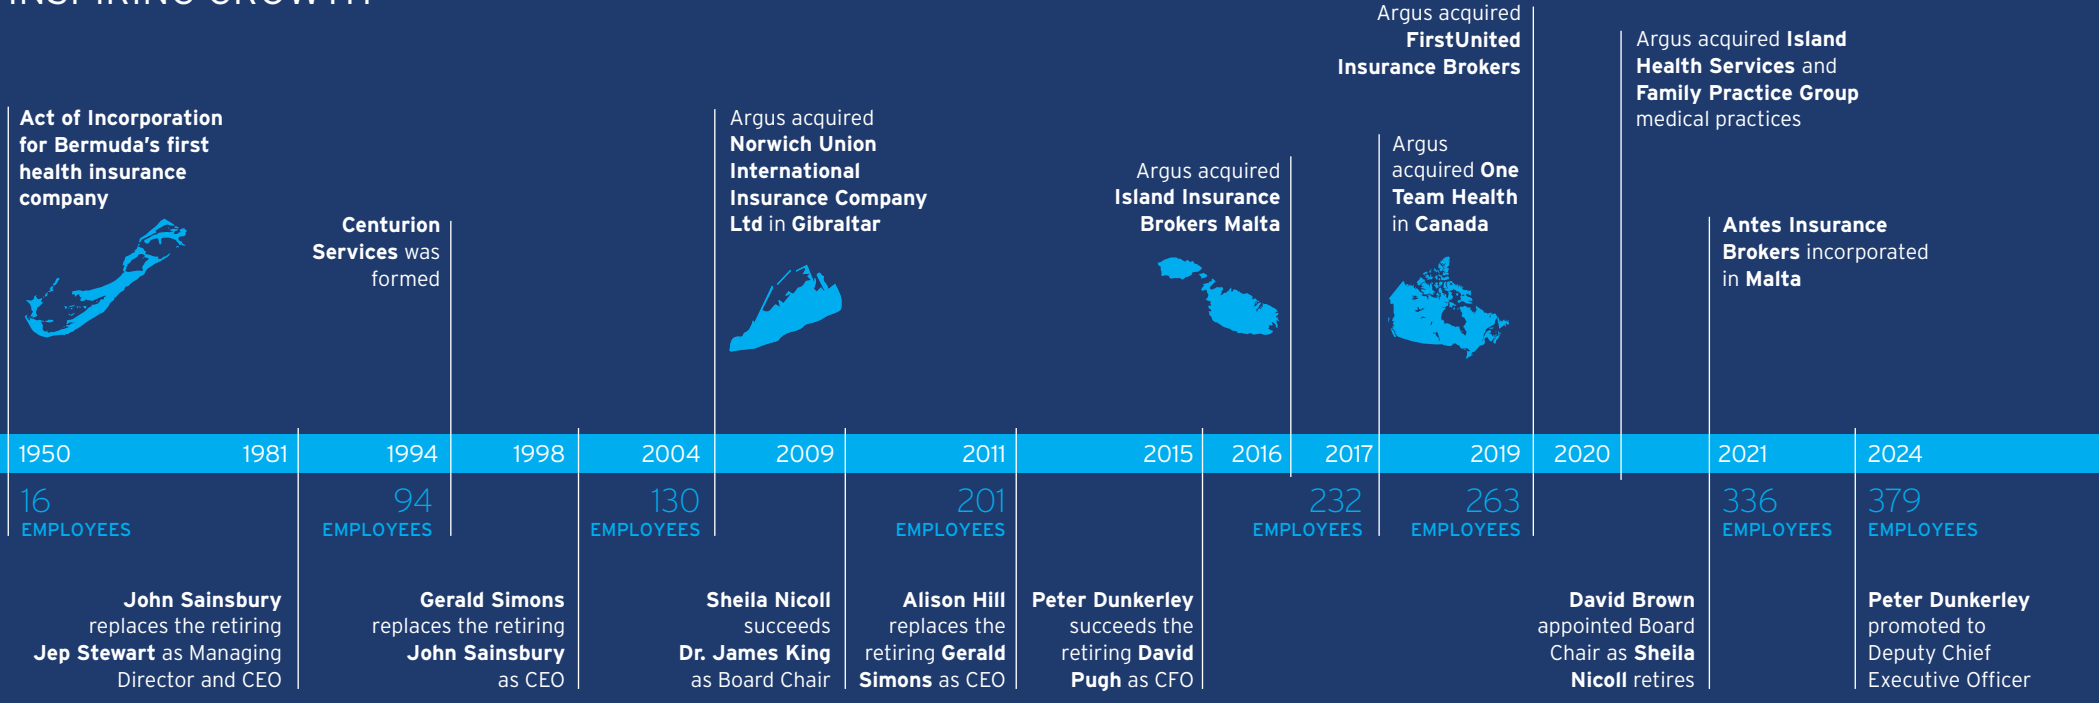 INSPIRING GROWTH
Act of Incorporation
for Bermuda's first
health insurance
company
Centurion
Services was
formed
Argus acquired
Norwich Union
International
Insurance Company
Ltd in Gibraltar
Argus acquired
Island Insurance
Brokers Malta
Argus acquired
FirstUnited
Insurance Brokers
Argus
acquired One
Team Health
in Canada
Argus acquired Island
Health Services and
Family Practice Group
medical practices
Antes Insurance
Brokers incorporated
in Malta
1950
1981
1994
1998
2004
2009
2011
2015
2016
2017
2019
2020
2021
2024
16
EMPLOYEES
94
EMPLOYEES
130
EMPLOYEES
201
EMPLOYEES
232
EMPLOYEES
263
EMPLOYEES
336
EMPLOYEES
379
EMPLOYEES
John Sainsbury
replaces the retiring
Jep Stewart as Managing
Director and CEO
Gerald Simons
replaces the retiring
John Sainsbury
as CEO
Sheila Nicoll
succeeds
Dr. James King
as Board Chair
Alison Hill
replaces the
retiring Gerald
Simons as CEO
Peter Dunkerley
succeeds the
retiring David
Pugh as CFO
David Brown
appointed Board
Chair as Sheila
Nicoll retires
Peter Dunkerley
promoted to
Deputy Chief
Executive Officer